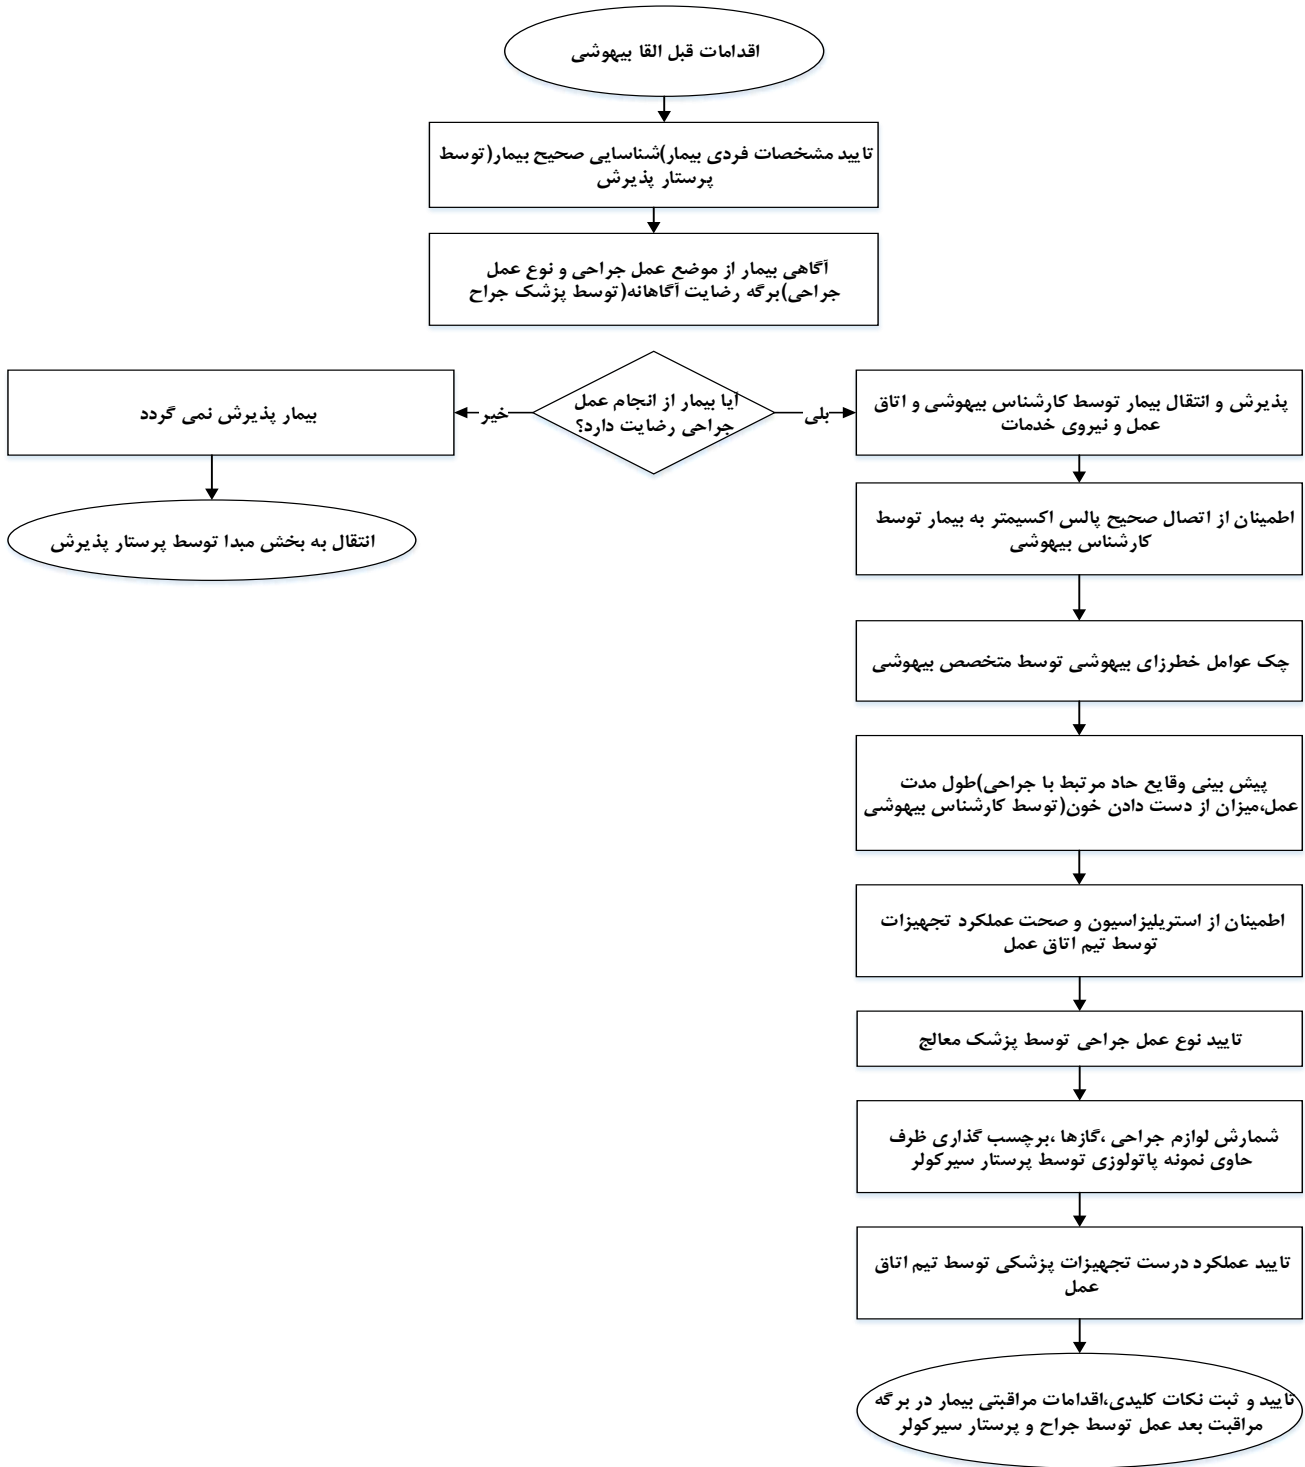 اقدامات قبل القا بیهوشی
تایید مشخصات فردی بیمار)شناسایی صحیح بیمار(توسط
پرستار پذیرش
آگاهی بیمار از موضع عمل جراحی و نوع عمل
جراحی)برگه رضایت آگاهانه(توسط پزشک جراح
آیا بیمار از انجام عمل
جراحی رضایت دارد؟
بلی
خیر
پذیرش و انتقال بیمار توسط کارشناس بیهوشی و اتاق
عمل و نیروی خدمات
بیمار پذیرش نمی گردد
انتقال به بخش مبدا توسط پرستار پذیرش
اطمینان از اتصال صحیح پالس اکسیمتر به بیمار توسط
کارشناس بیهوشی
چک عوامل خطرزای بیهوشی توسط متخصص بیهوشی
پیش بینی وقایع حاد مرتبط با جراحی)طول مدت
عمل،میزان از دست دادن خون(توسط کارشناس بیهوشی
اطمینان از استریلیزاسیون و صحت عملکرد تجهیزات
توسط تیم اتاق عمل
تایید نوع عمل جراحی توسط پزشک معالج
شمارش لوازم جراحی ،گازها ،برچسب گذاری ظرف
حاوی نمونه پاتولوزی توسط پرستار سیرکولر
تایید عملکرد درست تجهیزات پزشکی توسط تیم اتاق
عمل
تایید و ثبت نکات کلیدی،اقدامات مراقبتی بیمار در برگه
مراقبت بعد عمل توسط جراح و پرستار سیرکولر